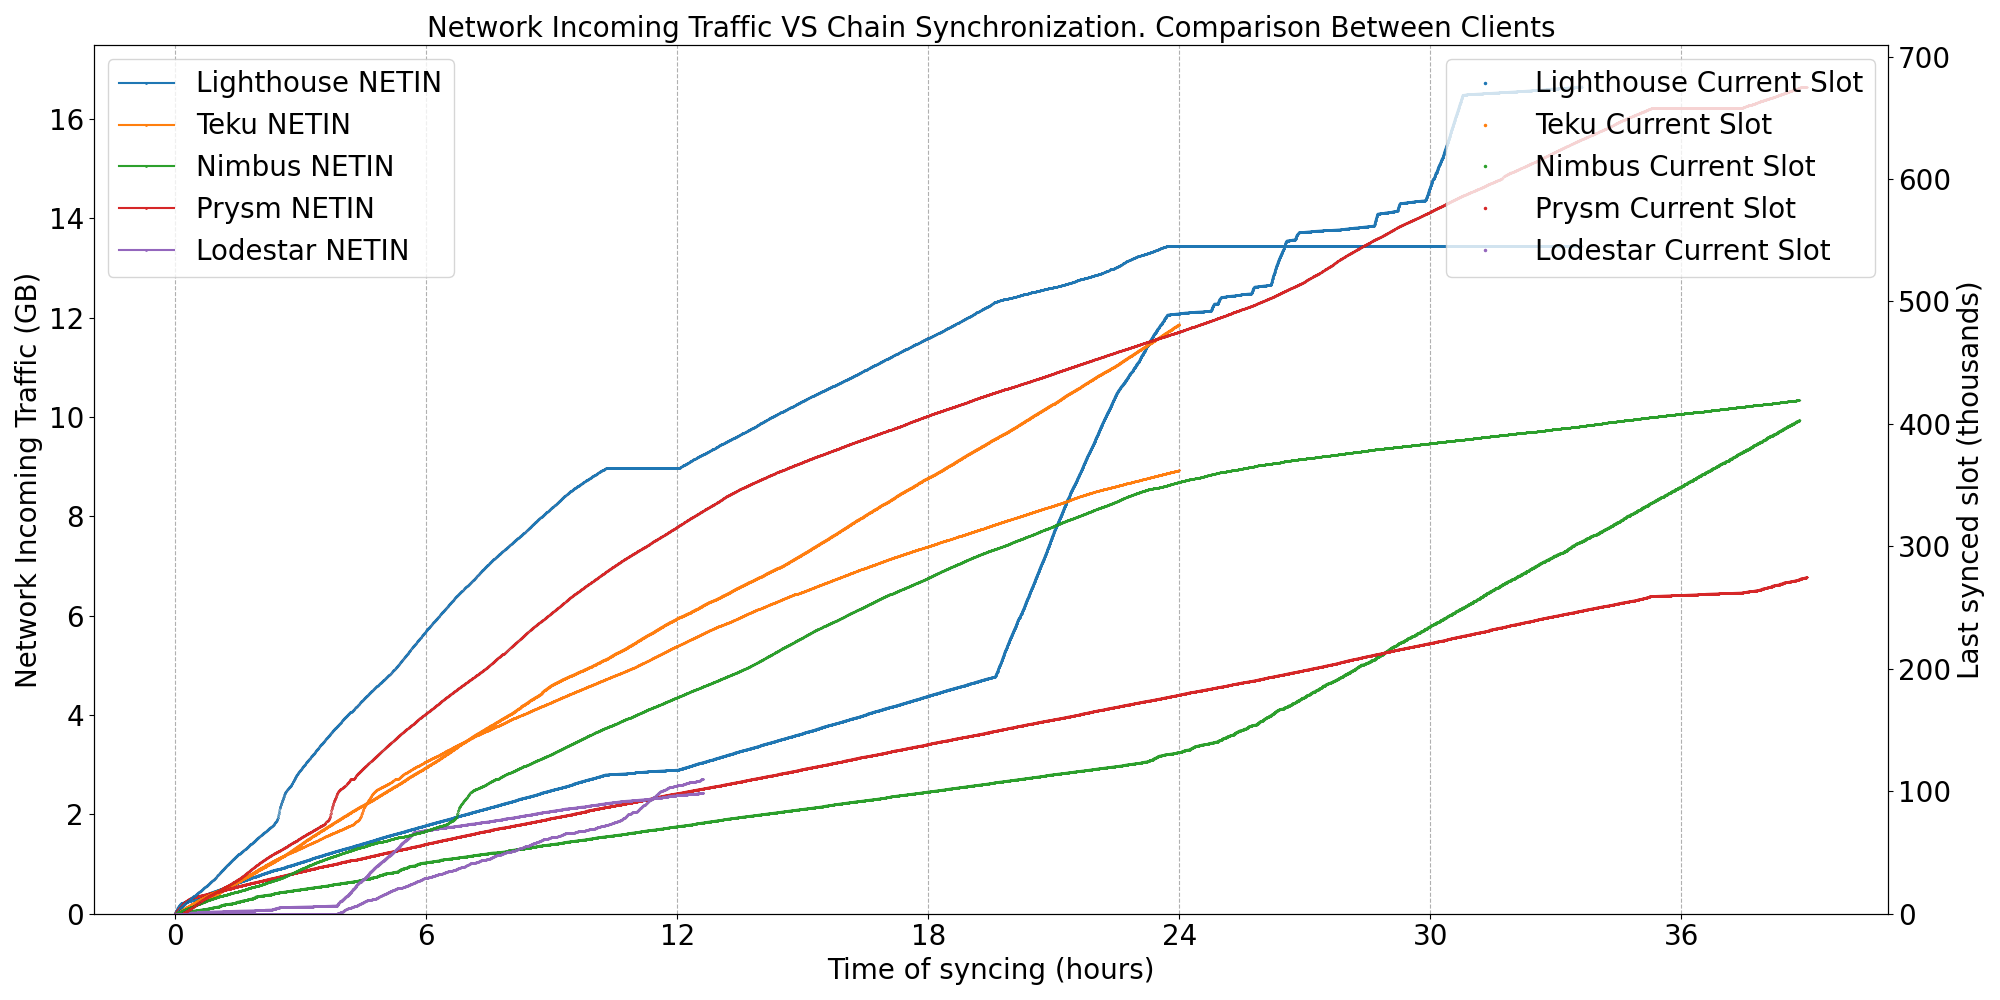 Network Incoming Traffic VS Chain Synchronization. Comparison Between Clients
Lighthouse NETIN
Teku NETIN
Nimbus NETIN
Prysm NETIN
Lodestar NETIN
Lighthouse Current Slot
Teku Current Slot
Nimbus Current Slot
Prysm Current Slot
Lodestar Current Slot
Network Incoming Traffic (GB)
16
14
12
10
8
6
4
2
0
700
600
500
400
300
200
100
0
Last synced slot (thousands)
0 6 12 18 24 30 36
Time of syncing (hours)